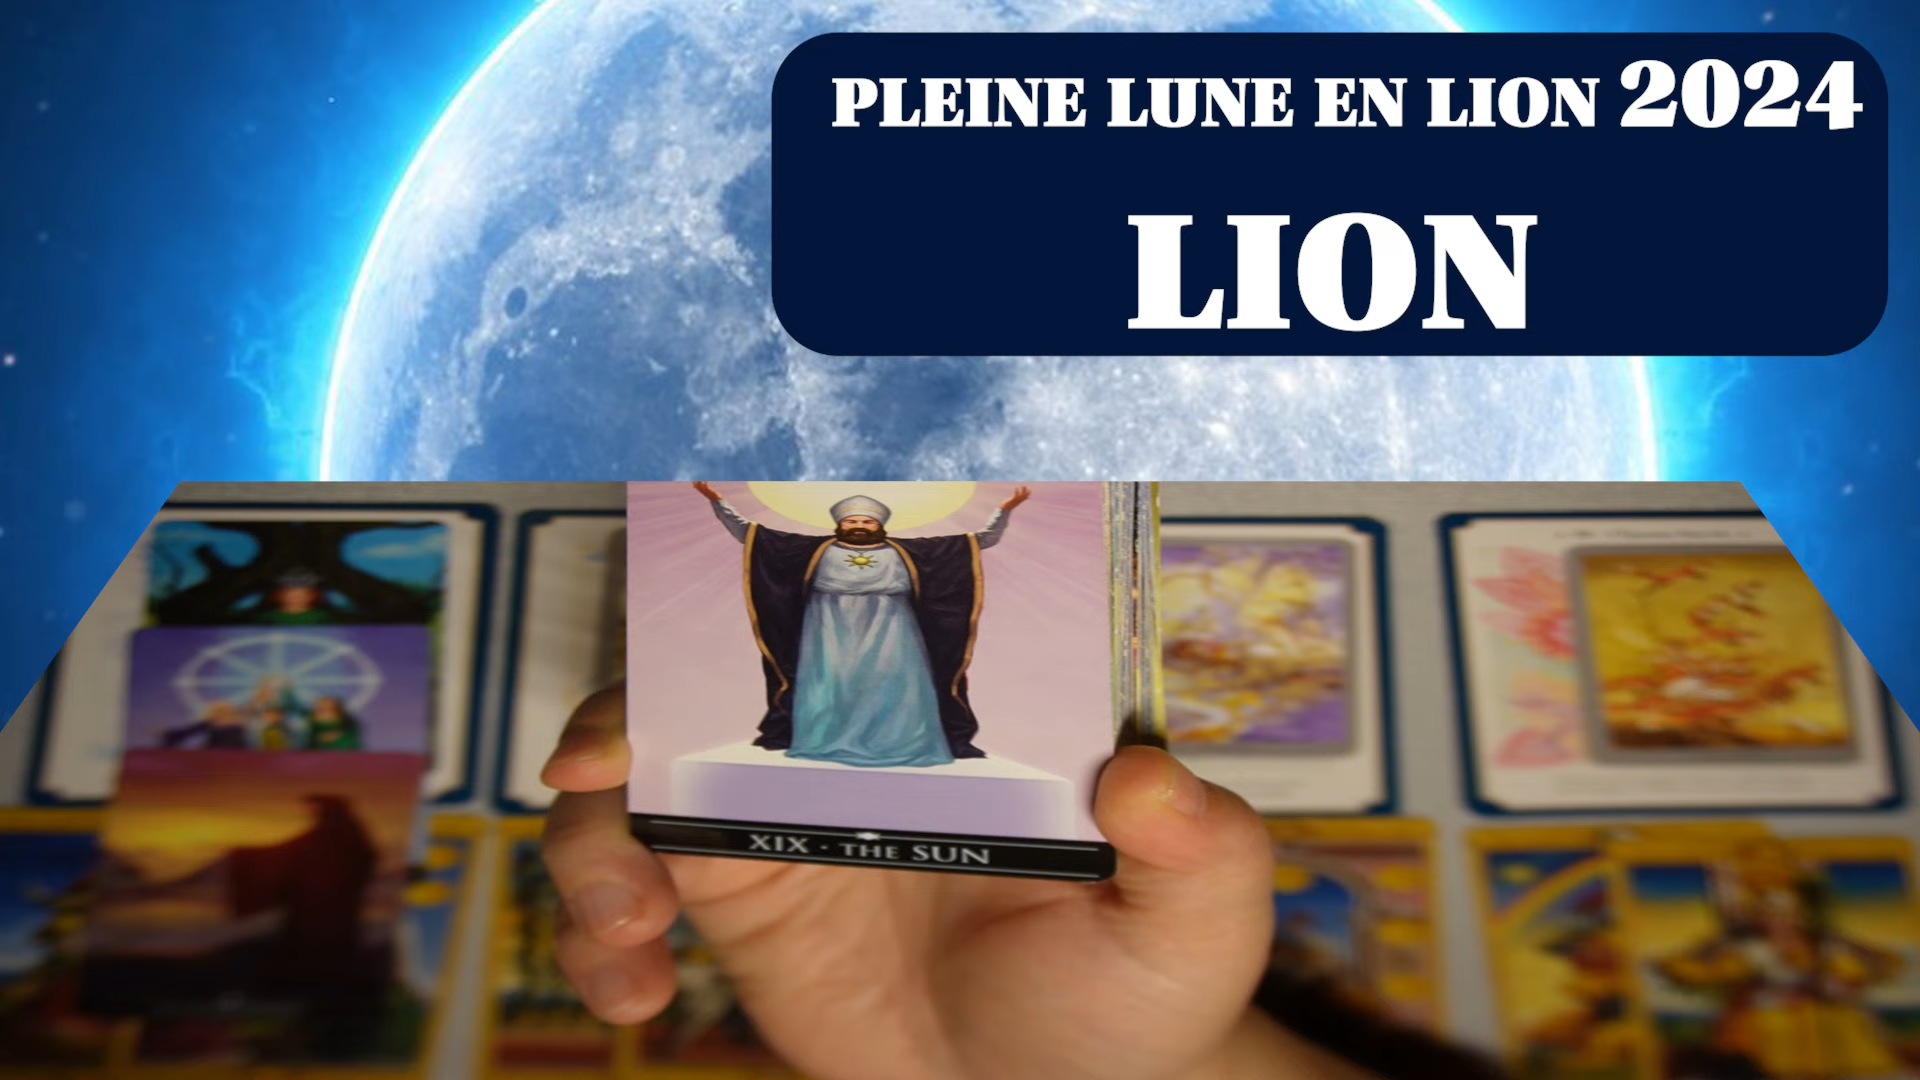 PLEINE LUNE EN LION 2024
LION
XIX · THE SUN